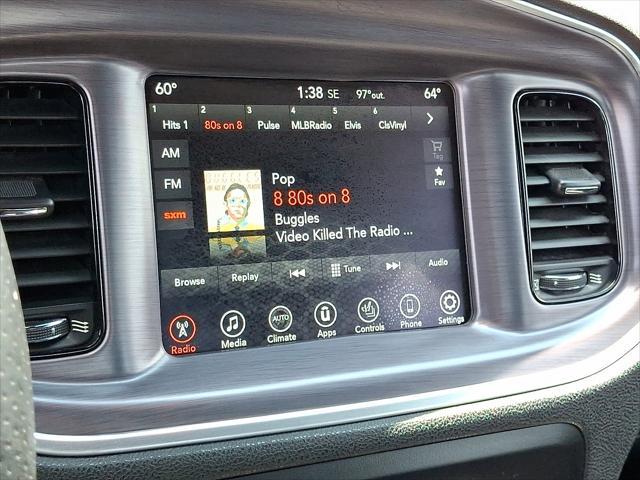 60° 1:38 SE 97°out. 64°
1 2 3 4 5 6
Hits 1 80s on 8 Pulse MLBRadio Elvis ClsVinyl
AM
Tag
FM
Fav
sxm
Pop
8 80s on 8
Buggles
Video Killed The Radio ...
Browse Replay Tune Audio
AUTO
Radio Media Climate Apps Controls Phone Settings